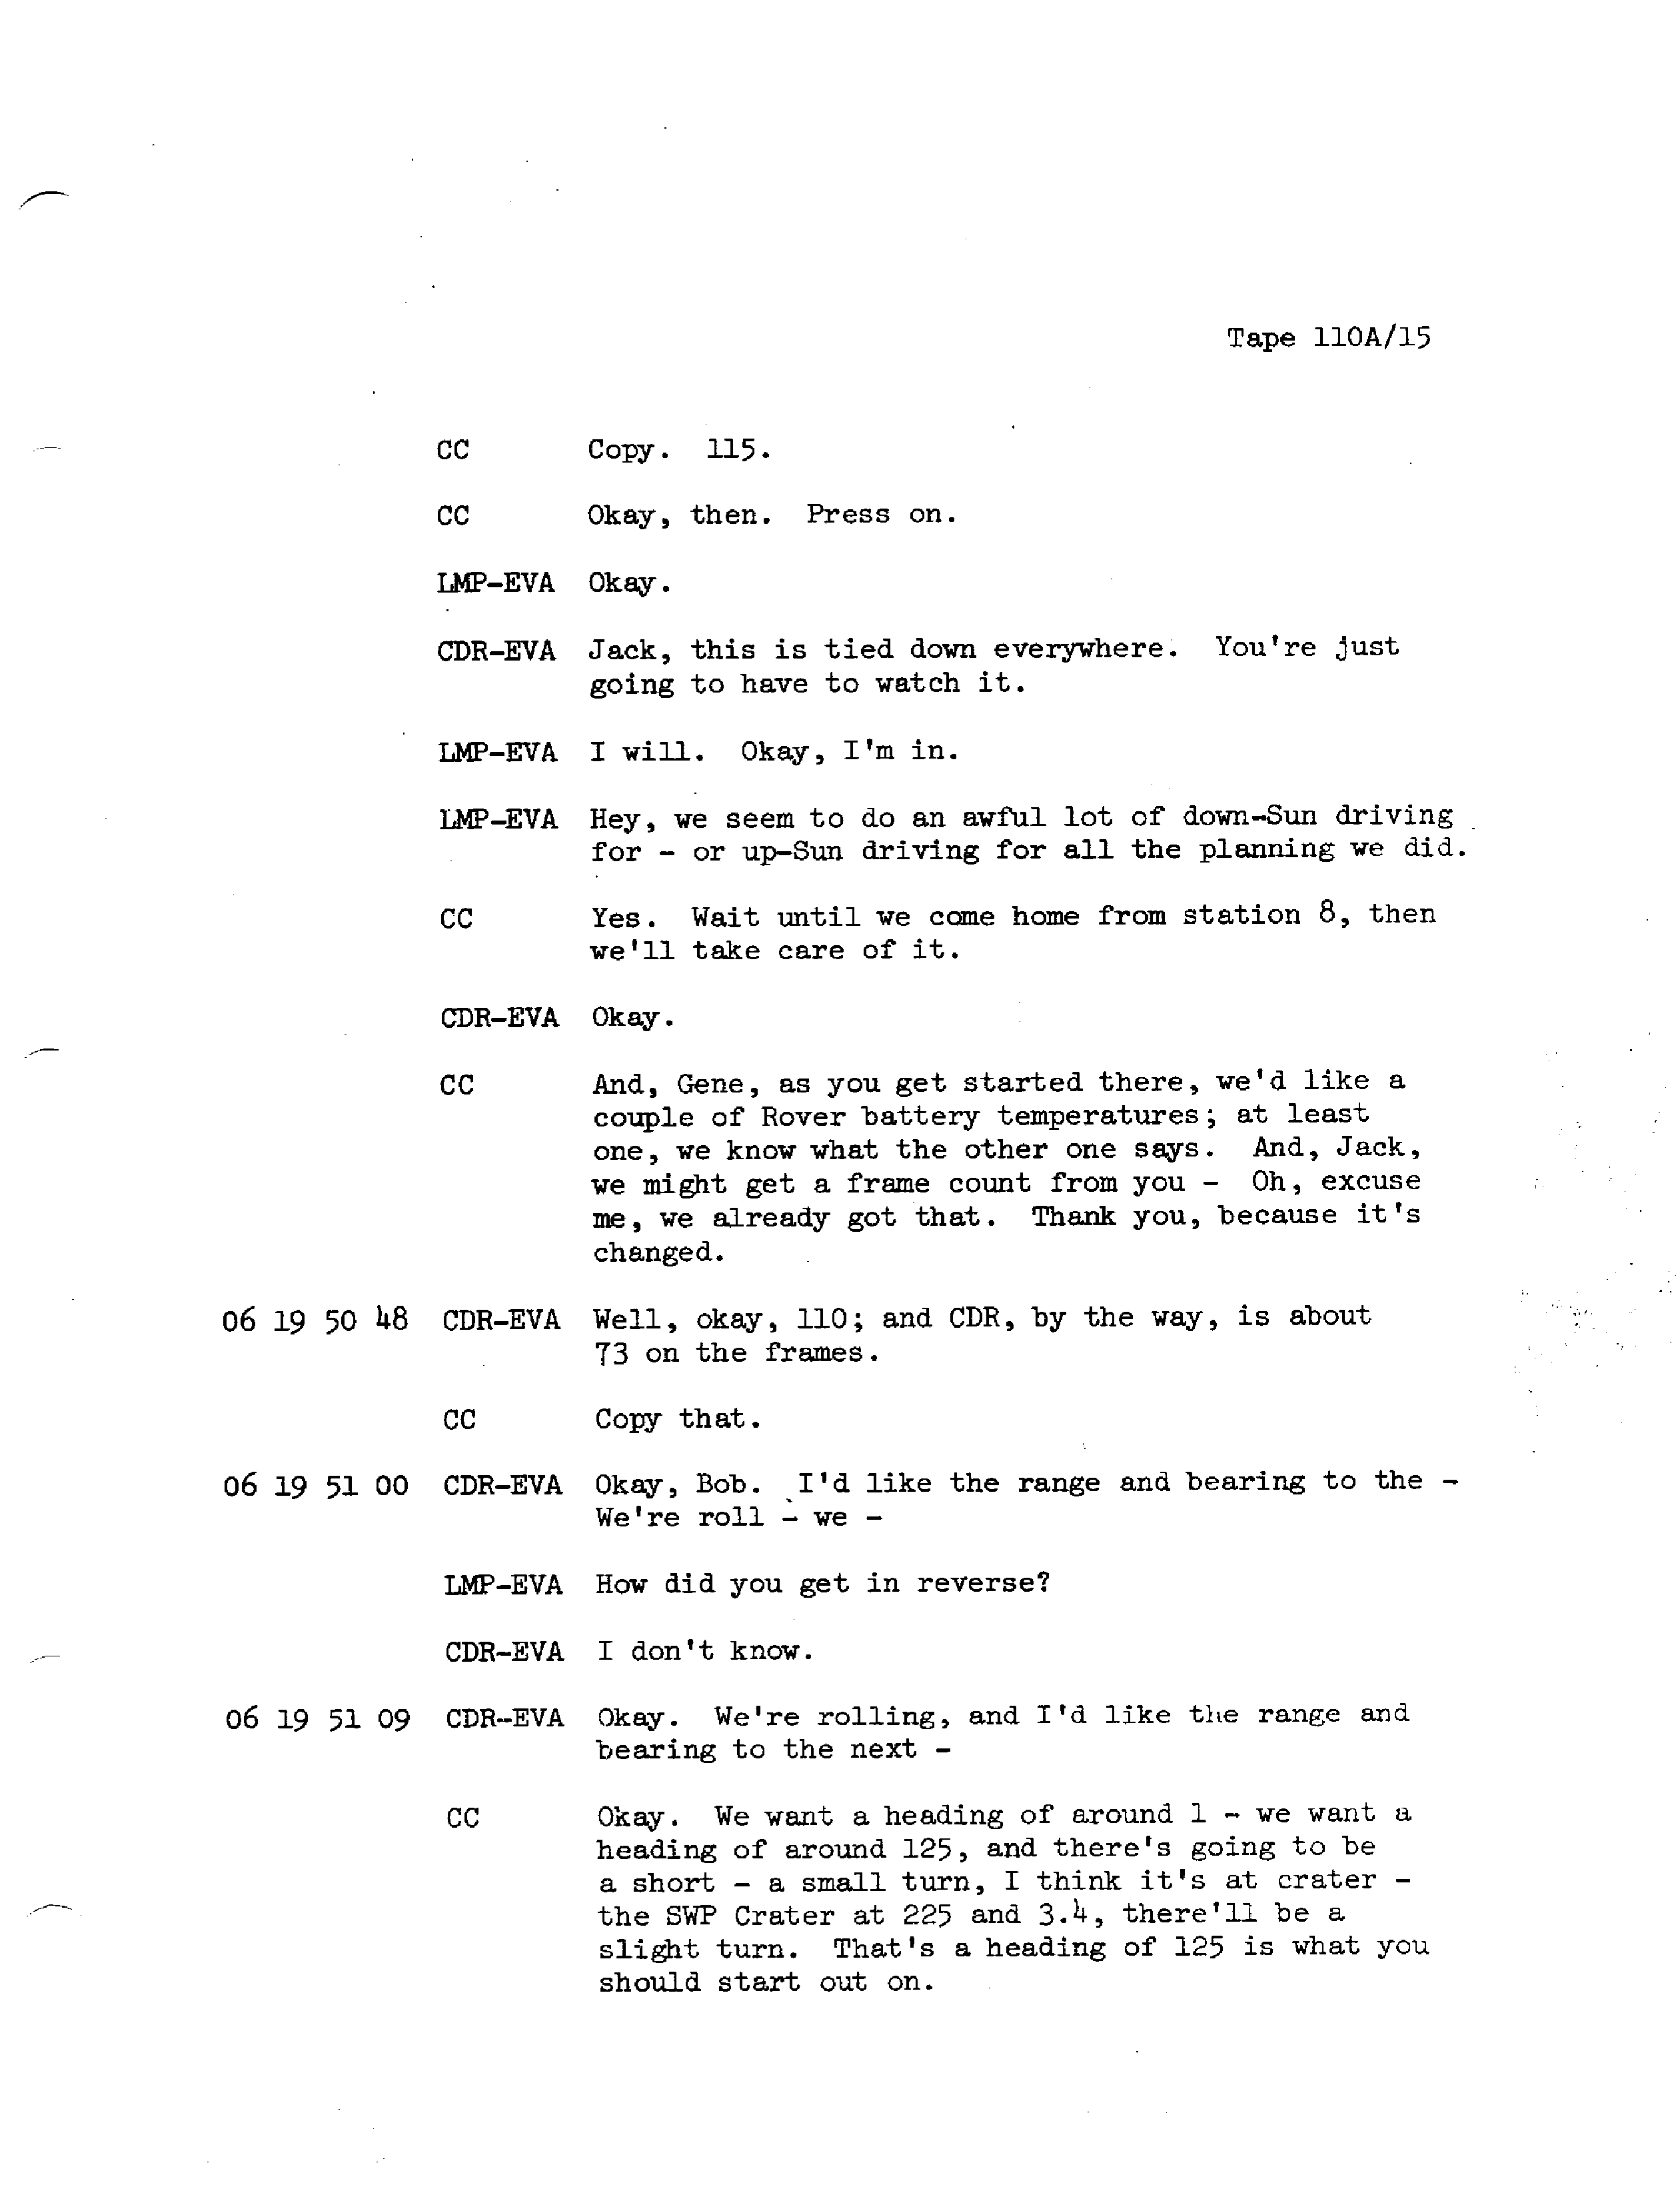 Tape 110A/15
CC Copy. 115.
CC Okay, then. Press on.
LMP-EVA Okay.
CDR-EVA Jack, this is tied down everywhere. You're just
going to have to watch it.
LMP-EVA I will. Okay, I'm in.
LMP-EVA Hey, we seem to do an awful lot of down-Sun driving
for - or up-Sun driving for all the planning we did.
CC Yes. Wait until we come home from station 8, then
we'll take care of it.
CDR-EVA Okay.
CC And, Gene, as you get started there, we'd like a
couple of Rover battery temperatures; at least
one, we know what the other one says. And, Jack,
we might get a frame count from you - Oh, excuse
me, we already got that. Thank you, because it's
changed.
06 19 50 48 CDR-EVA Well, okay, 110; and CDR, by the way, is about
73 on the frames.
CC Copy that.
06 19 51 00 CDR-EVA Okay, Bob. I'd like the range and bearing to the -
We're roll - we -
LMP-EVA How did you get in reverse?
CDR-EVA I don't know.
06 19 51 09 CDR-EVA Okay. We're rolling, and I'd like the range and
bearing to the next -
CC Okay. We want a heading of around 1 - we want a
heading of around 125, and there's going to be
a short - a small turn, I think it's at crater -
the SWP Crater at 225 and 3.4, there'll be a
slight turn. That's a heading of 125 is what you
should start out on.